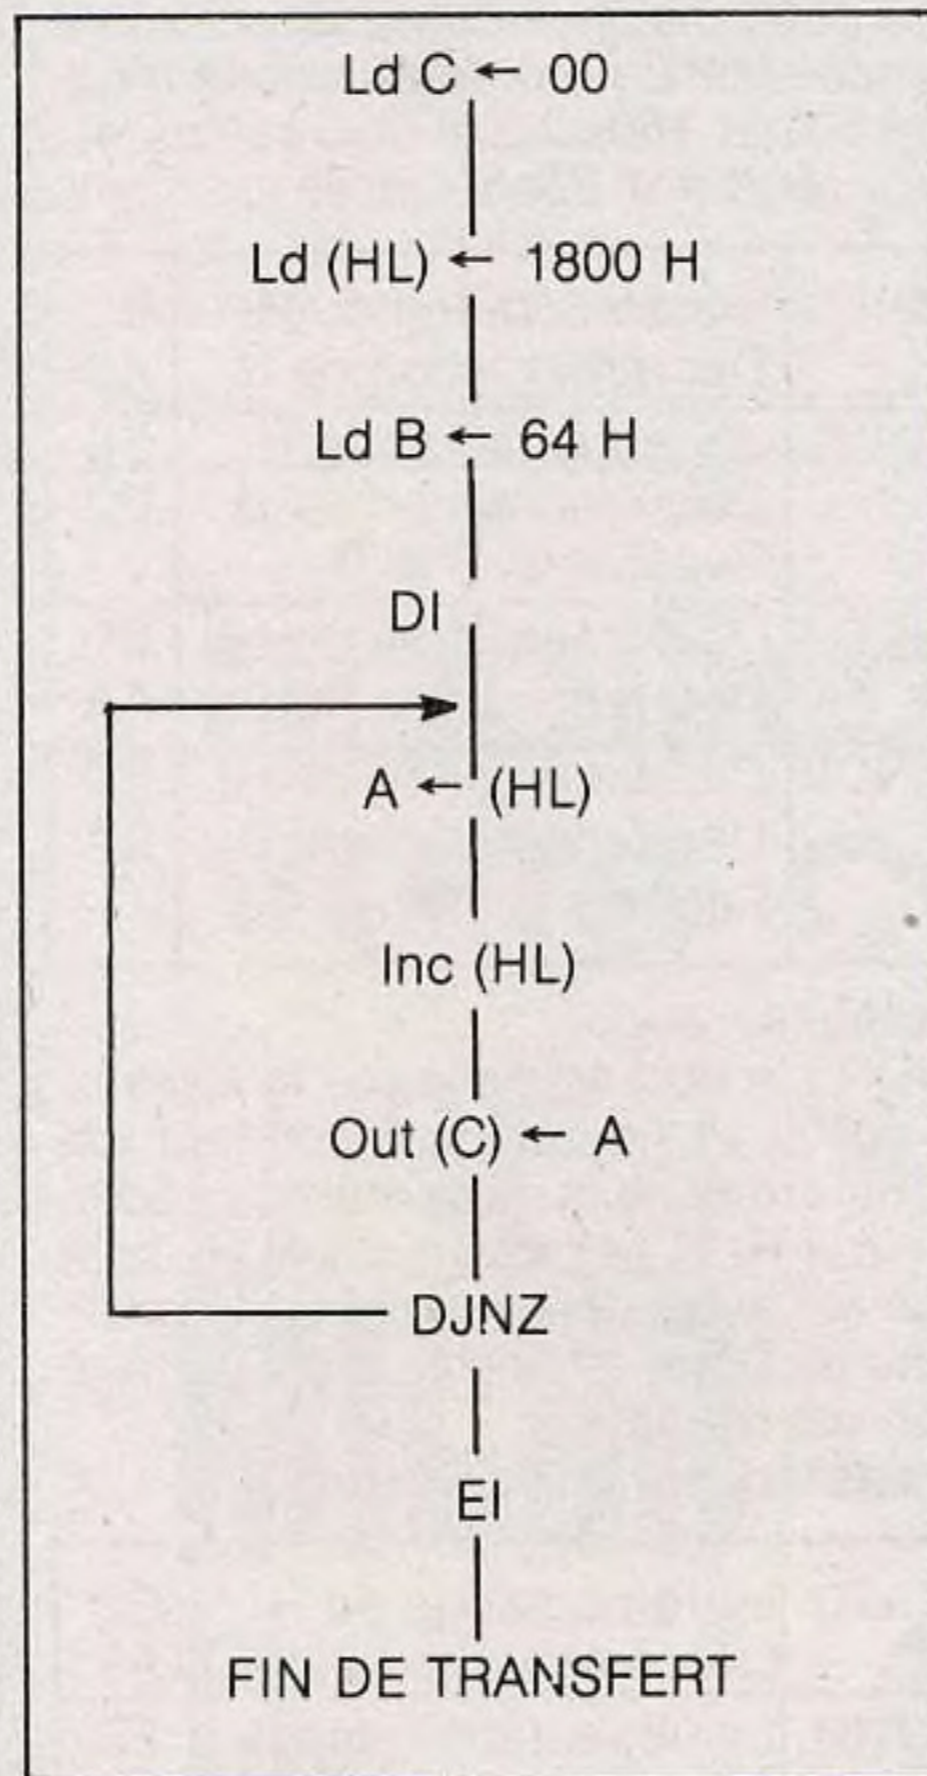 Ld C ← 00
Ld (HL) ← 1800 H
Ld B ← 64 H
DI
A ← (HL)
Inc (HL)
Out (C) ← A
DJNZ
EI
FIN DE TRANSFERT